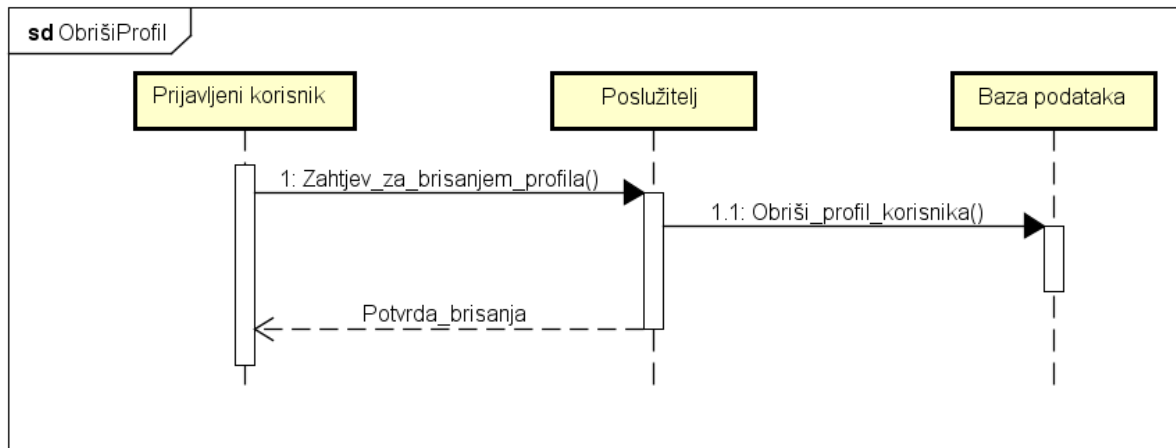 sd ObrišiProfil
Prijavljeni korisnik
Poslužitelj
Baza podataka
1: Zahtjev_za_brisanjem_profila()
1.1: Obriši_profil_korisnika()
Potvrda_brisanja